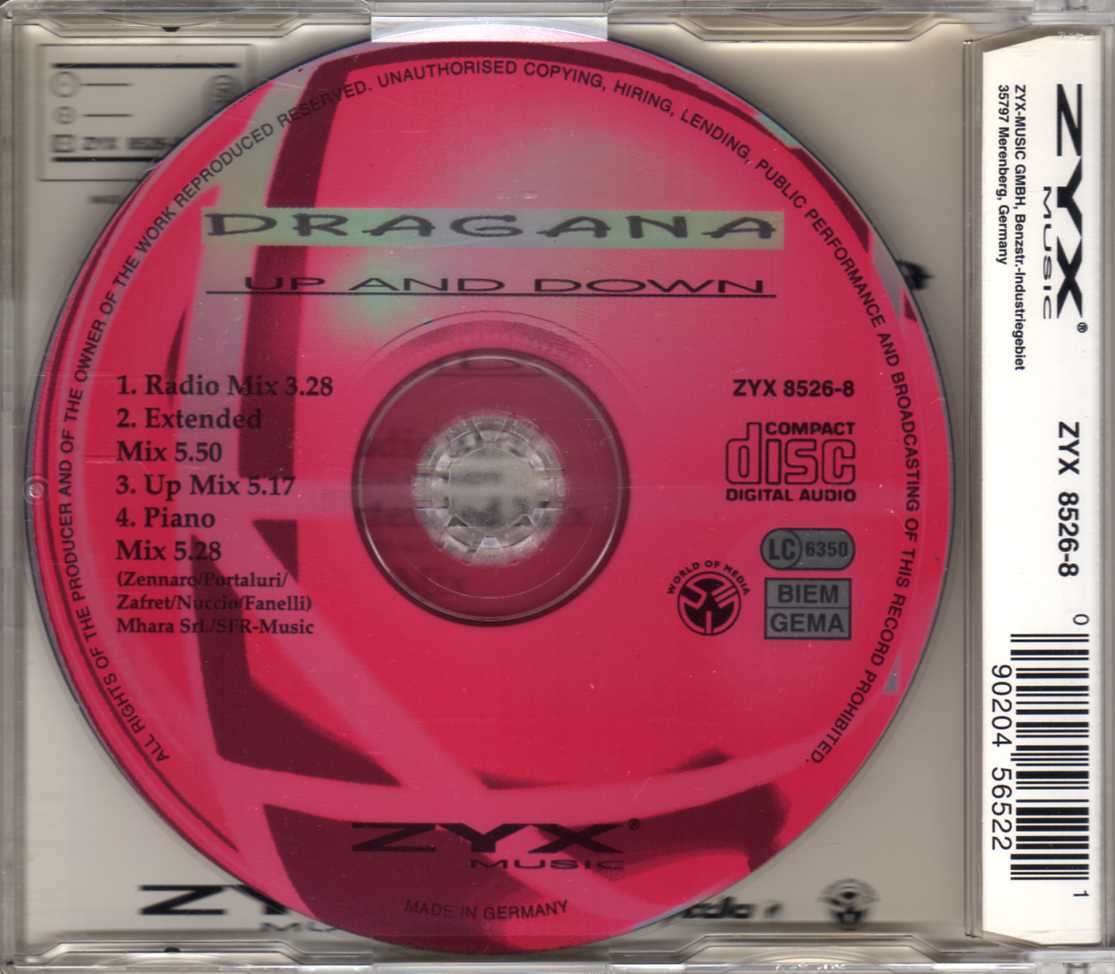 ALL RIGHTS OF THE PRODUCER AND OF THE OWNER OF THE WORK REPRODUCED RESERVED. UNAUTHORISED COPYING, HIRING, LENDING, PUBLIC PERFORMANCE AND BROADCASTING OF THIS RECORD PROHIBITED.
DRAGANA
UP AND DOWN
1. Radio Mix 3.28
2. Extended
Mix 5.50
3. Up Mix 5.17
4. Piano
Mix 5.28
(Zennaro/Portaluri/
Zafret/Nuccio/Fanelli)
Mhara Srl./SFR-Music
ZYX 8526-8
COMPACT
disc
DIGITAL AUDIO
LC 6350
WORLD OF MEDIA
BIEM
GEMA
ZYX®
MUSIC
MADE IN GERMANY
ZYX®
MUSIC
ZYX-MUSIC GMBH, Benzstr.-Industriegebiet
35797 Merenberg, Germany
ZYX 8526-8
0 90204 56522 1